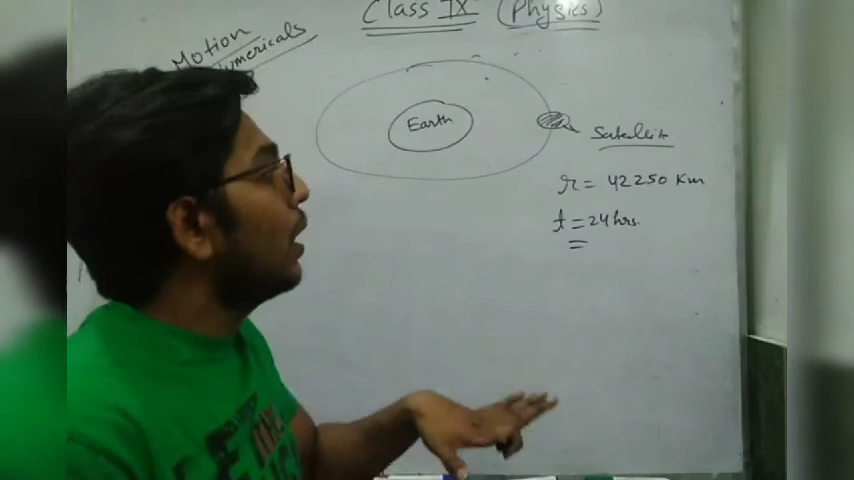 Class IX (Physics)
Motion
Numericals
Earth
Satellite
r = 42250 Km
t = 24 hrs.